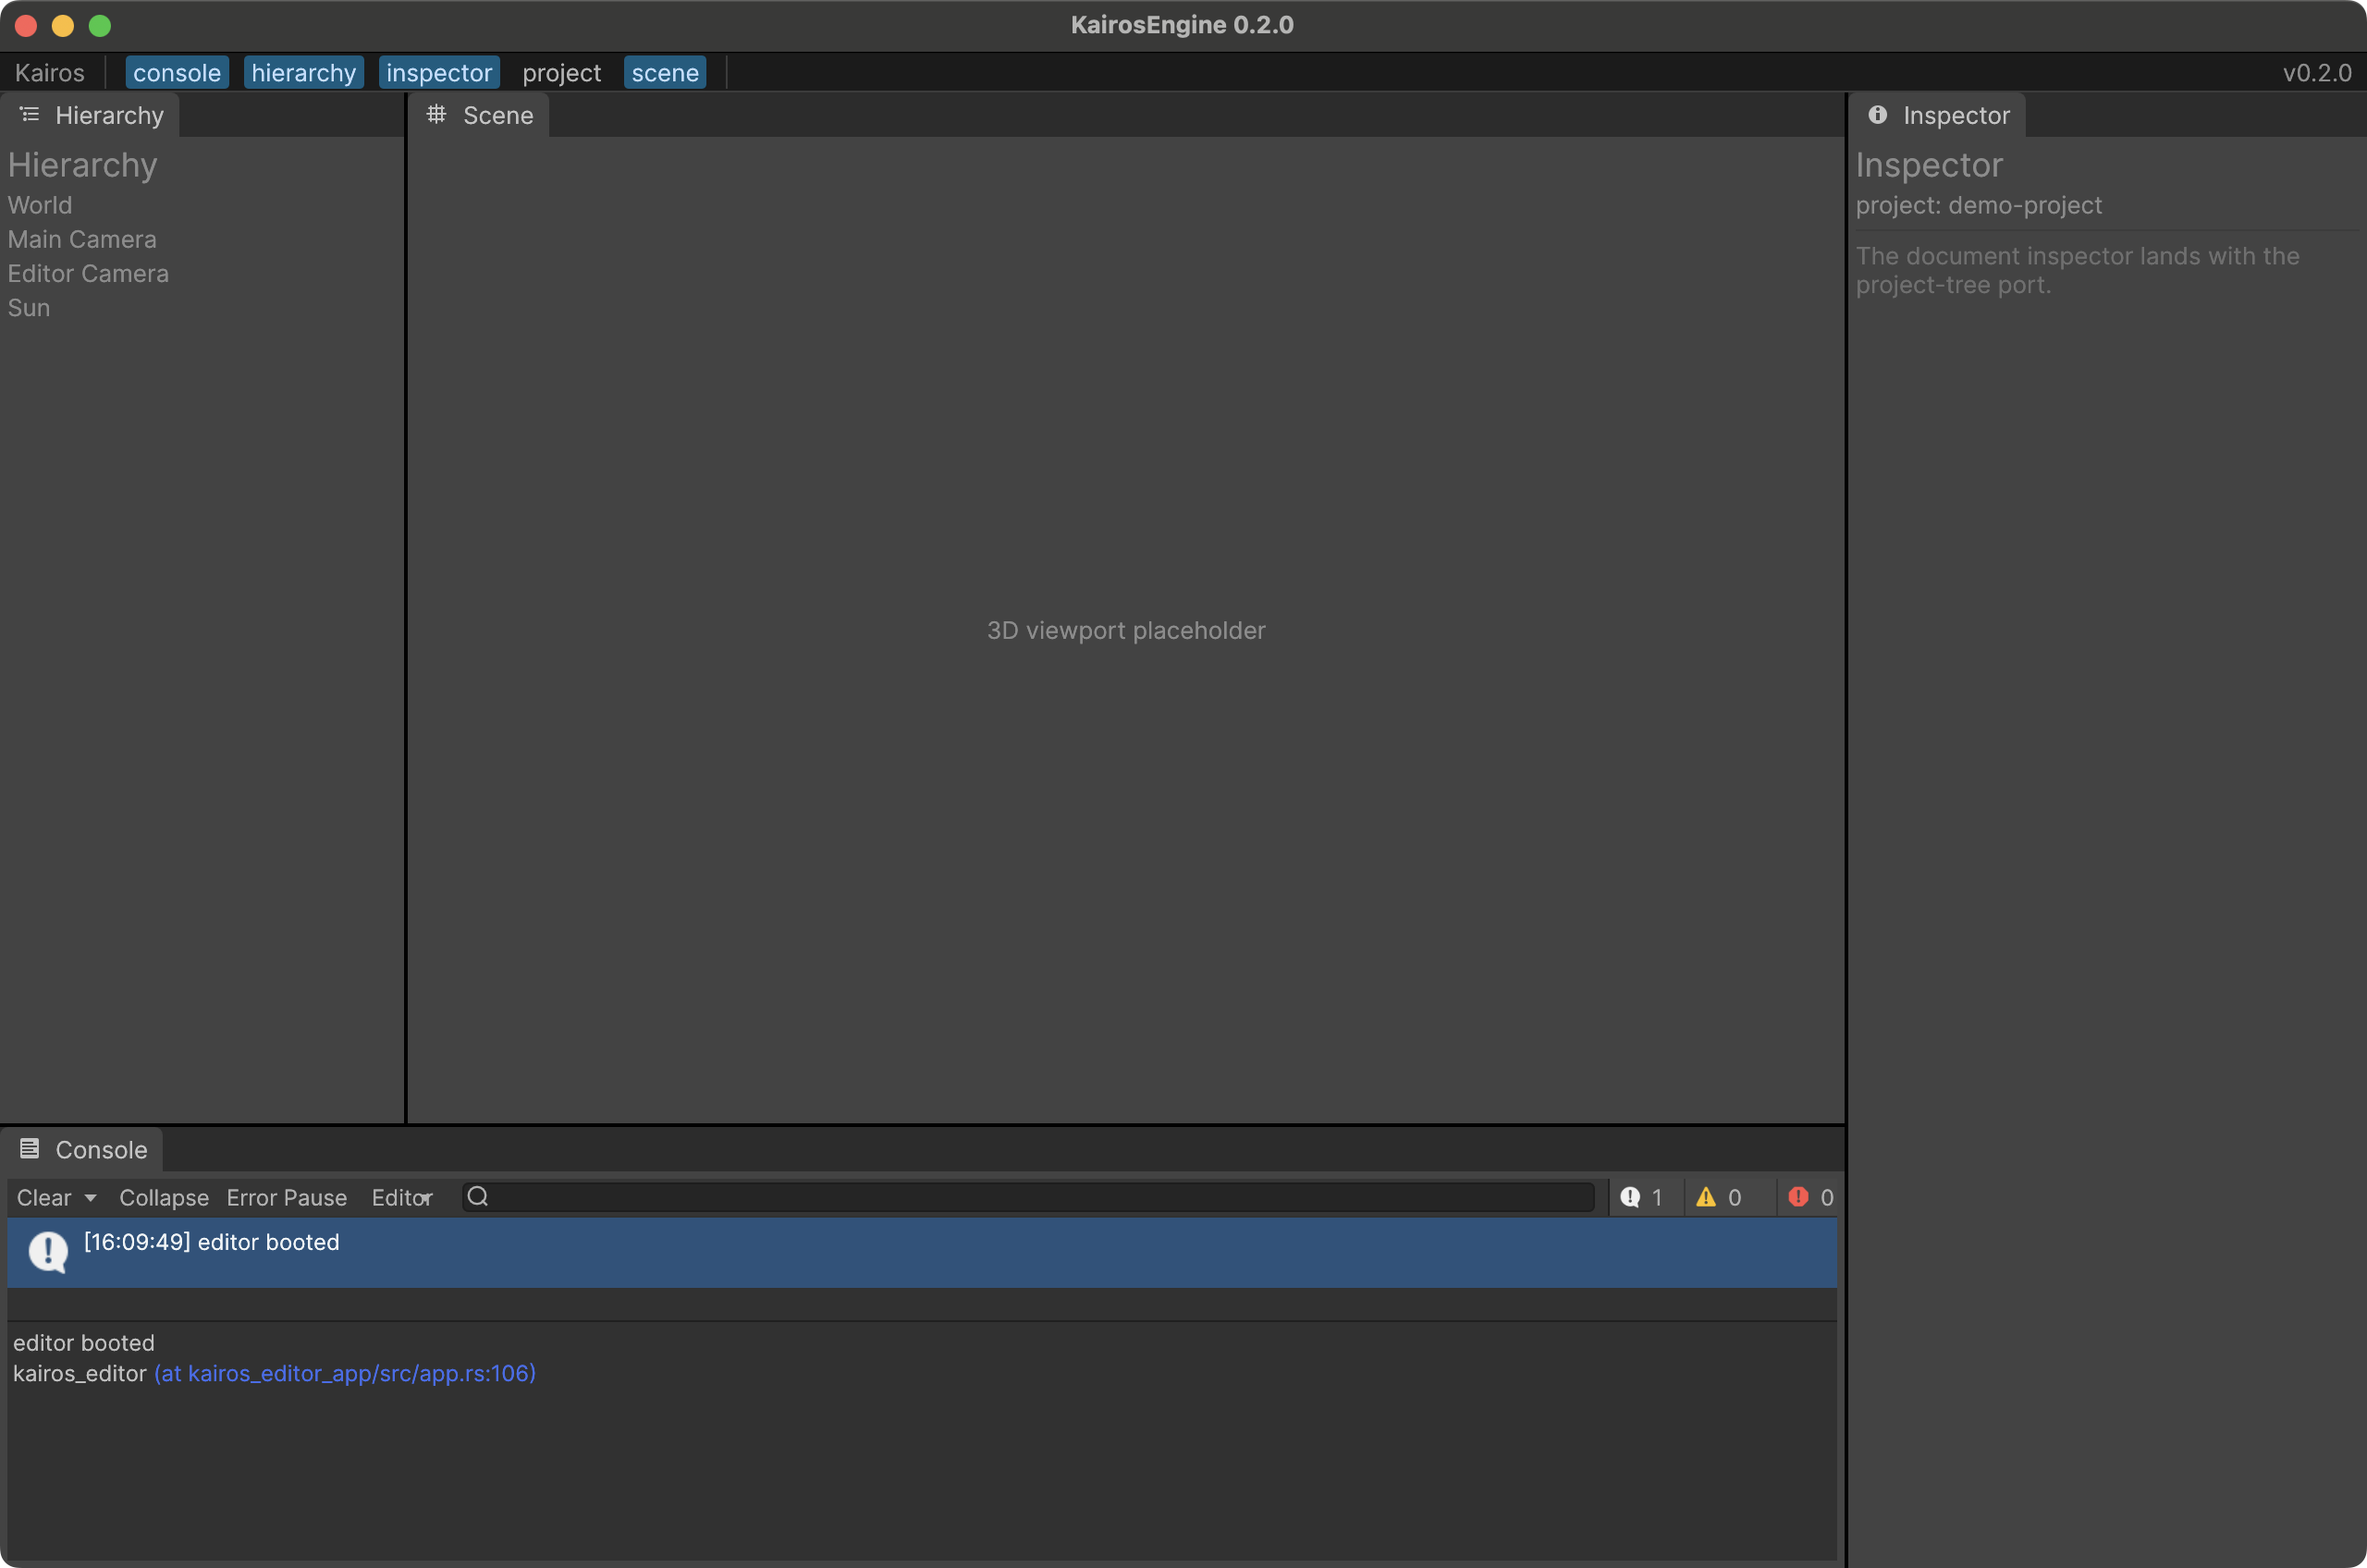 KairosEngine 0.2.0
Kairos console hierarchy inspector project scene v0.2.0
Hierarchy
Hierarchy
World
Main Camera
Editor Camera
Sun
Scene
3D viewport placeholder
Inspector
Inspector
project: demo-project
The document inspector lands with the
project-tree port.
Console
Clear Collapse Error Pause Editor 1 0 0
[16:09:49] editor booted
editor booted
kairos_editor (at kairos_editor_app/src/app.rs:106)